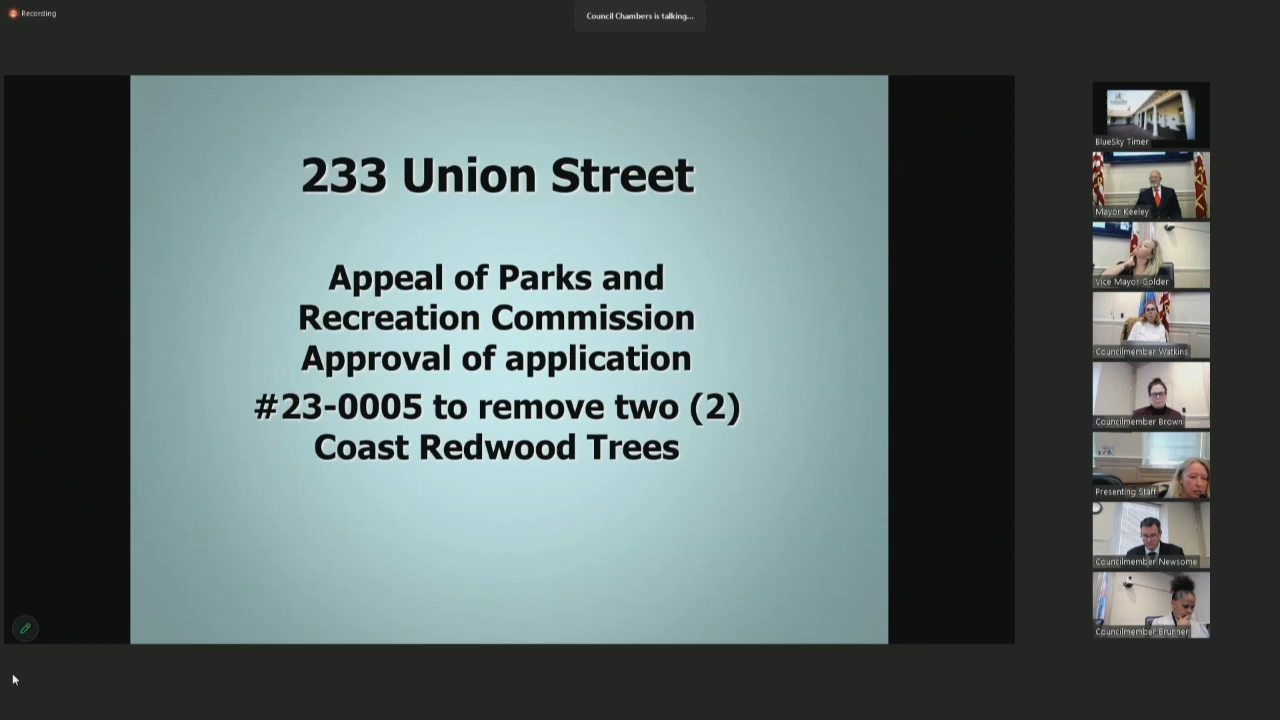 Recording
Council Chambers is talking...
233 Union Street
Appeal of Parks and
Recreation Commission
Approval of application
#23-0005 to remove two (2)
Coast Redwood Trees
BlueSky Timer
Mayor Keeley
Vice Mayor Golder
Councilmember Watkins
Councilmember Brown
Presenting Staff
Councilmember Newsome
Councilmember Brunner